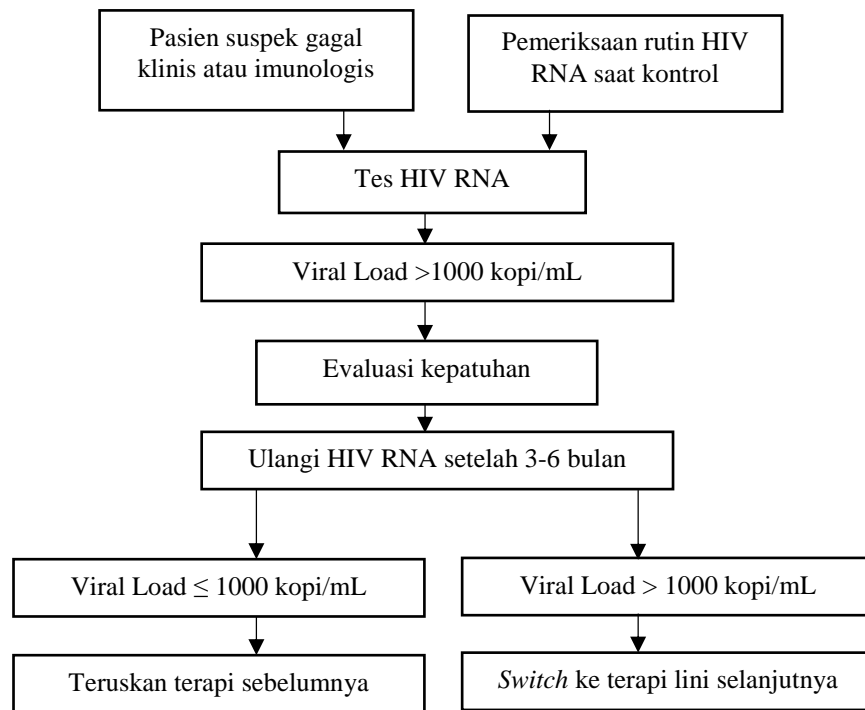 Pasien suspek gagal
klinis atau imunologis
Pemeriksaan rutin HIV
RNA saat kontrol
Tes HIV RNA
Viral Load >1000 kopi/mL
Evaluasi kepatuhan
Ulangi HIV RNA setelah 3-6 bulan
Viral Load ≤ 1000 kopi/mL
Viral Load > 1000 kopi/mL
Teruskan terapi sebelumnya
Switch ke terapi lini selanjutnya